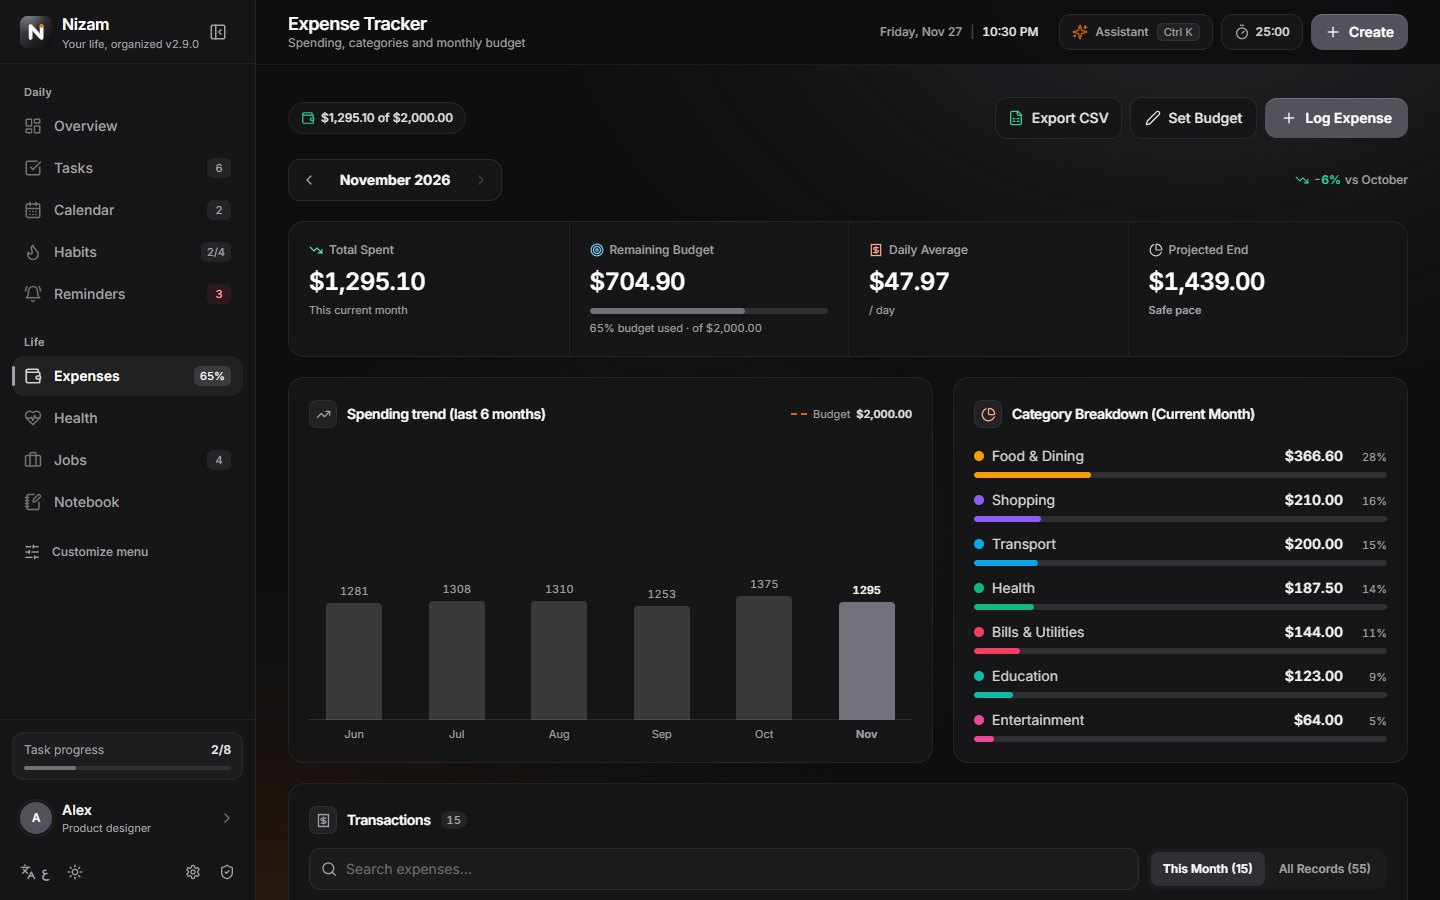 Nizam
Your life, organized v2.9.0
Daily
Overview
Tasks 6
Calendar 2
Habits 2/4
Reminders 3
Life
Expenses 65%
Health
Jobs 4
Notebook
Customize menu
Task progress 2/8
A
Alex
Product designer
ع
Expense Tracker
Spending, categories and monthly budget
Friday, Nov 27 | 10:30 PM
Assistant Ctrl K
25:00
+ Create
$1,295.10 of $2,000.00
Export CSV
Set Budget
+ Log Expense
November 2026
-6% vs October
Total Spent
$1,295.10
This current month
Remaining Budget
$704.90
65% budget used · of $2,000.00
Daily Average
$47.97
/ day
Projected End
$1,439.00
Safe pace
Spending trend (last 6 months)
Budget $2,000.00
1281 1308 1310 1253 1375 1295
Jun Jul Aug Sep Oct Nov
Category Breakdown (Current Month)
Food & Dining $366.60 28%
Shopping $210.00 16%
Transport $200.00 15%
Health $187.50 14%
Bills & Utilities $144.00 11%
Education $123.00 9%
Entertainment $64.00 5%
Transactions 15
Search expenses...
This Month (15) All Records (55)